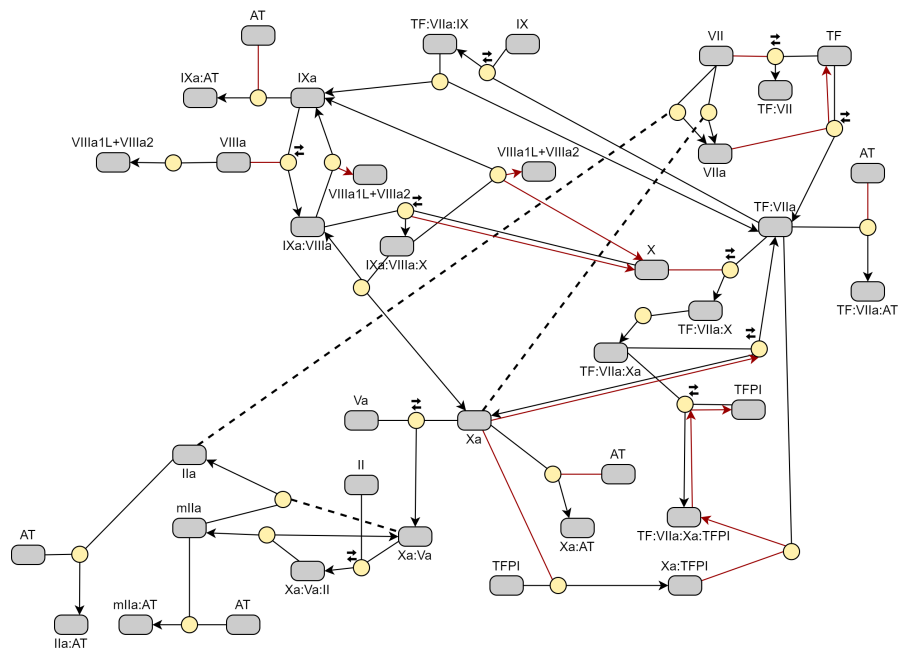 AT
TF:VIIa:IX
IX
VII
TF
IXa:AT
IXa
TF:VII
VIIIa1L+VIIIa2
VIIIa
VIIIa1L+VIIIa2
VIIIa1L+VIIIa2
VIIa
AT
TF:VIIa
IXa:VIIIa
IXa:VIIIa:X
X
TF:VIIa:AT
TF:VIIa:X
TF:VIIa:Xa
Va
Xa
TFPI
IIa
II
AT
mIIa
Xa:AT
TF:VIIa:Xa:TFPI
AT
Xa:Va
Xa:Va:II
TFPI
Xa:TFPI
mIIa:AT
AT
IIa:AT